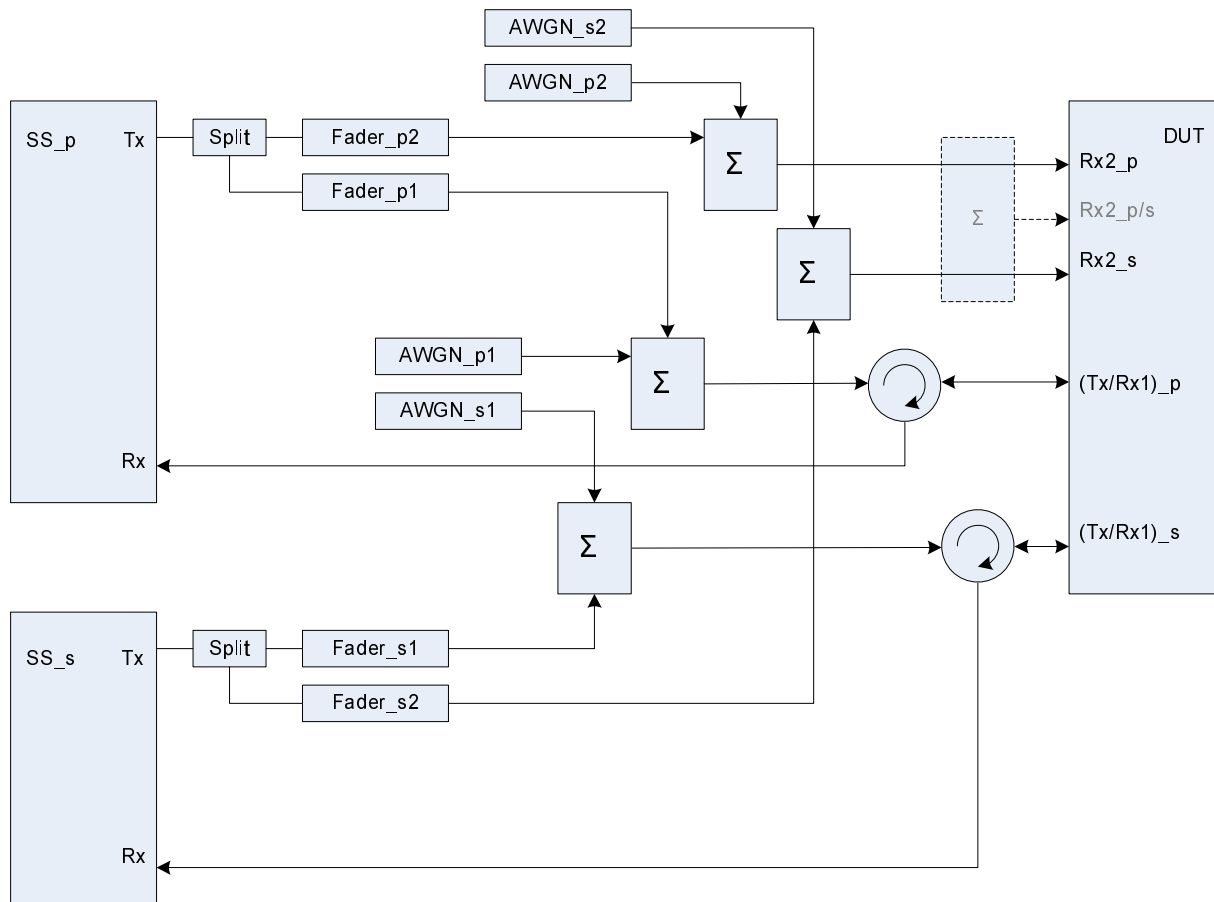 AWGN_s2
AWGN_p2
SS_p
Tx
Split
Fader_p2
Σ
DUT
Rx2_p
Fader_p1
Σ
Rx2_p/s
Σ
Rx2_s
AWGN_p1
Σ
(Tx/Rx1)_p
AWGN_s1
Rx
Σ
(Tx/Rx1)_s
SS_s
Tx
Split
Fader_s1
Fader_s2
Rx